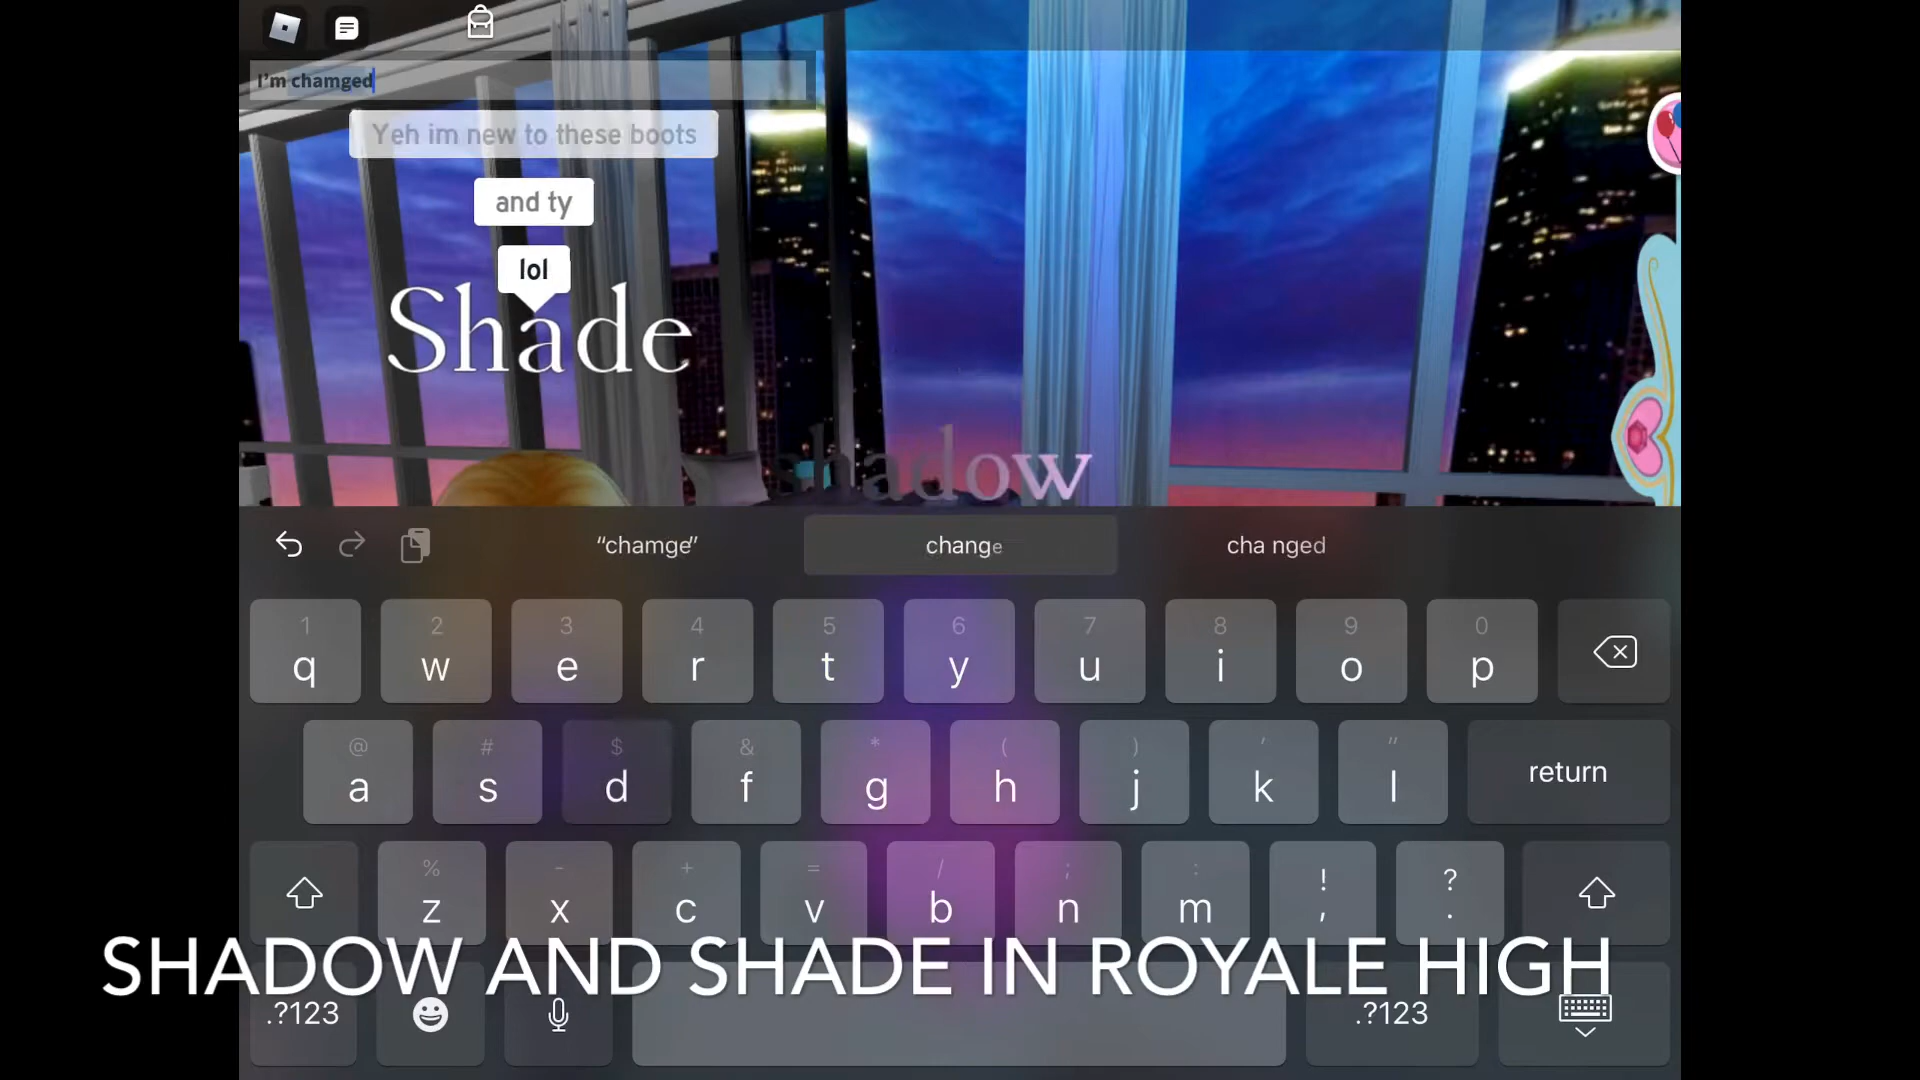 I'm chamged
Yeh im new to these boots
and ty
lol
Shade
shadow
"chamge" change cha nged
1 2 3 4 5 6 7 8 9 0
q w e r t y u i o p
@ # $ & * ( ) ' "
a s d f g h j k l return
% - + = / ; : ! ?
z x c v b n m , .
SHADOW AND SHADE IN ROYALE HIGH
.?123 .?123